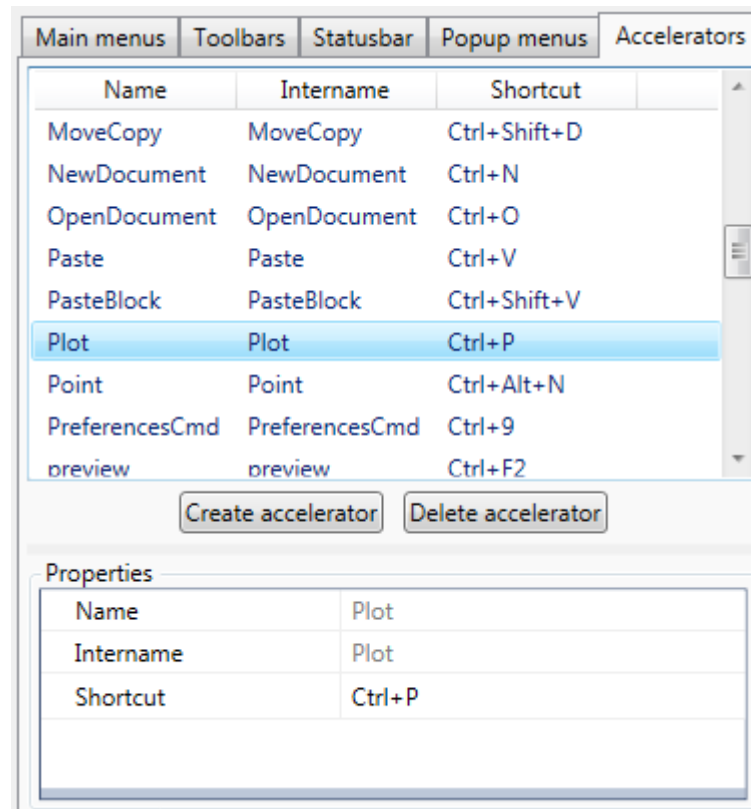 Main menus Toolbars Statusbar Popup menus Accelerators
Name Intername Shortcut
MoveCopy MoveCopy Ctrl+Shift+D
NewDocument NewDocument Ctrl+N
OpenDocument OpenDocument Ctrl+O
Paste Paste Ctrl+V
PasteBlock PasteBlock Ctrl+Shift+V
Plot Plot Ctrl+P
Point Point Ctrl+Alt+N
PreferencesCmd PreferencesCmd Ctrl+9
preview preview Ctrl+F2
Create accelerator Delete accelerator
Properties
Name Plot
Intername Plot
Shortcut Ctrl+P